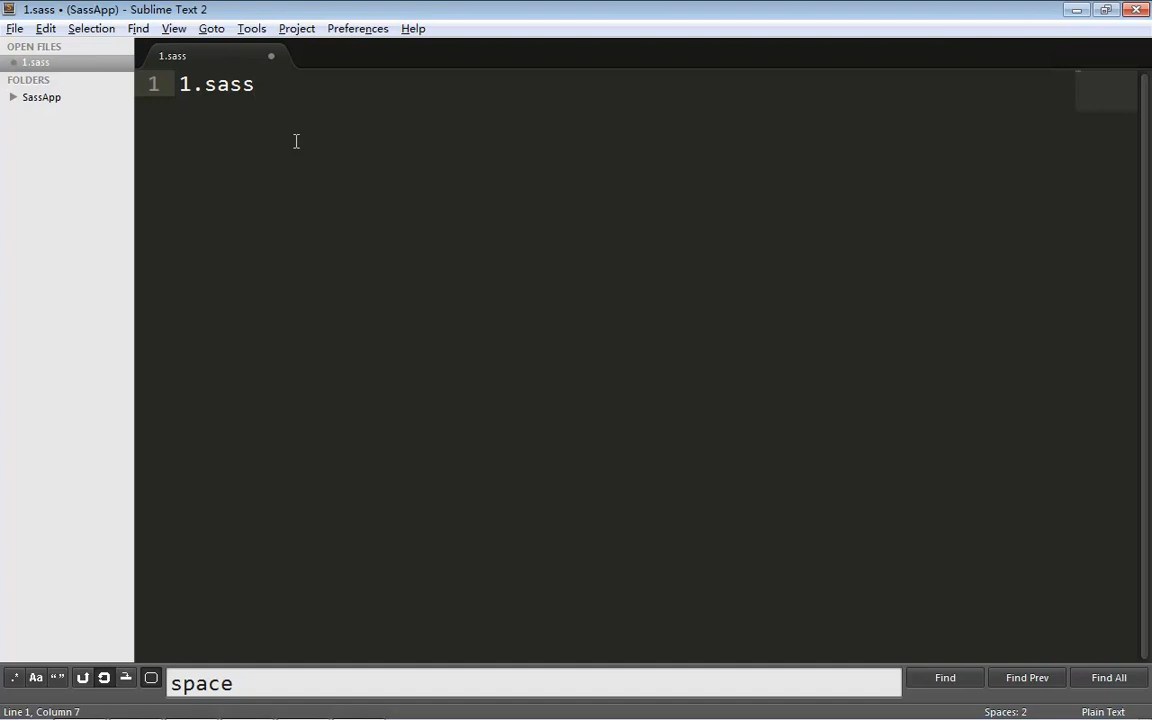 1.sass • (SassApp) - Sublime Text 2
File Edit Selection Find View Goto Tools Project Preferences Help
OPEN FILES
1.sass
FOLDERS
SassApp
1.sass
1 1.sass
.* Aa “” space Find Find Prev Find All
Line 1, Column 7 Spaces: 2 Plain Text